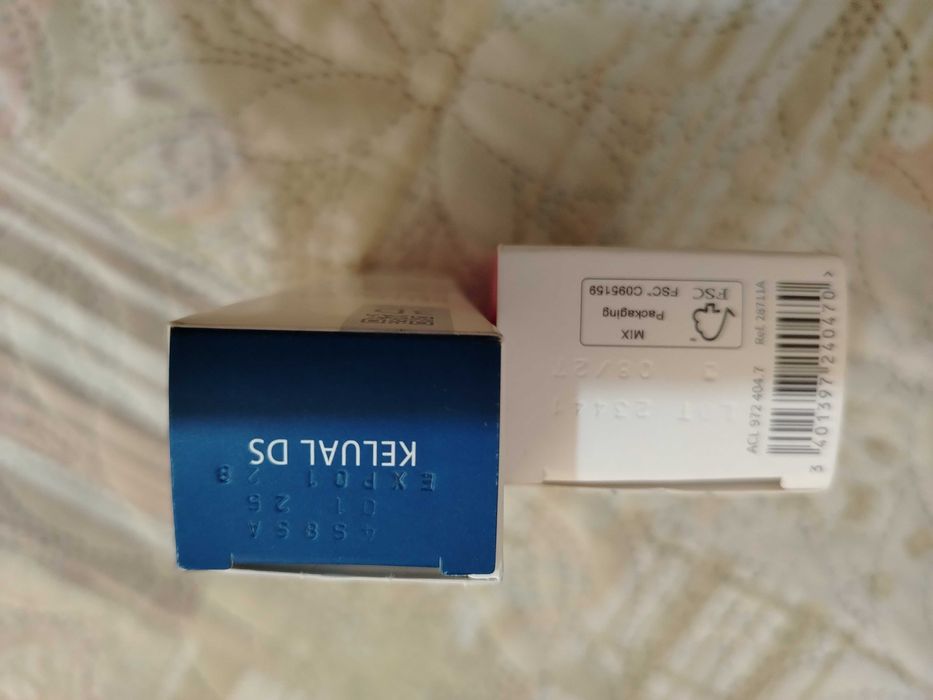 KELUAL DS
EXP01 28
01 25
4S8SA
MIX
Packaging
FSC
FSC™ C095159
08/27
LOT 23441
ACL 972 404.7
Ref. 28711A
3 401397 240470 >